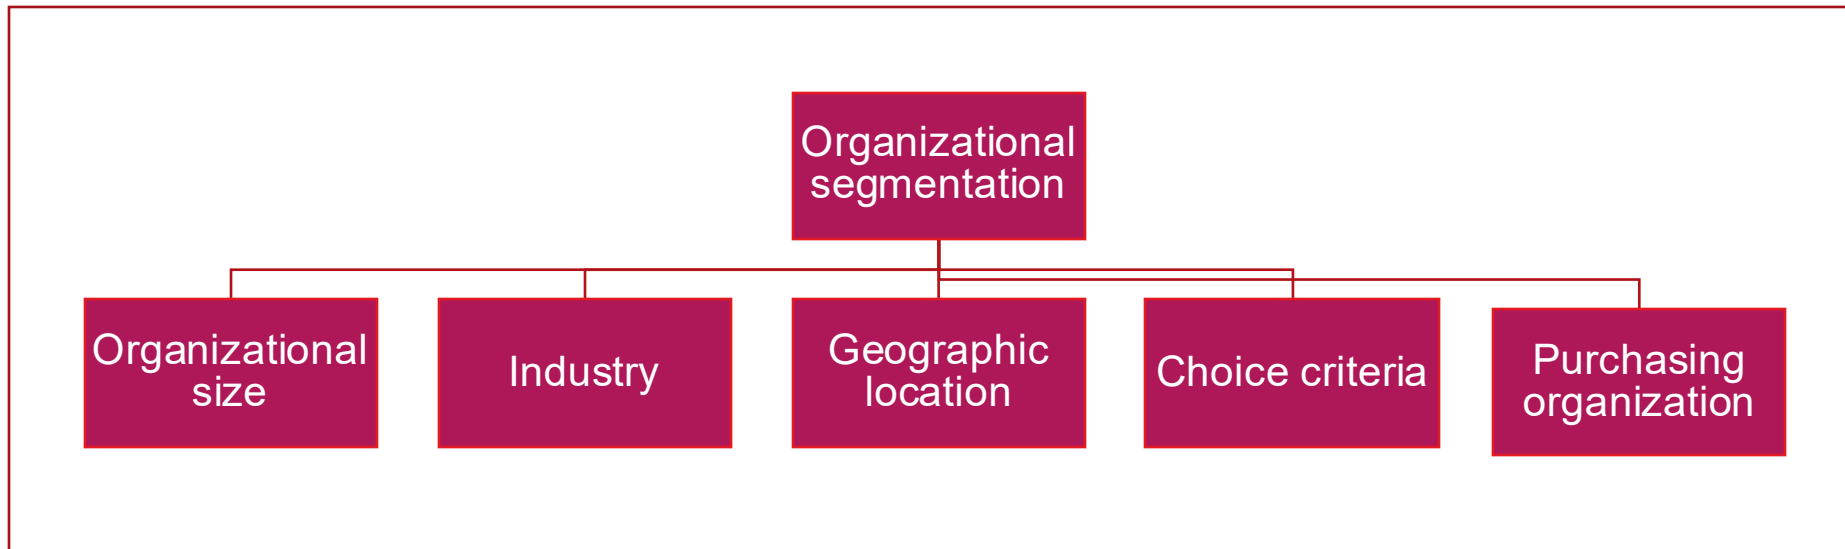 Organizational
segmentation
Organizational
size
Industry
Geographic
location
Choice criteria
Purchasing
organization